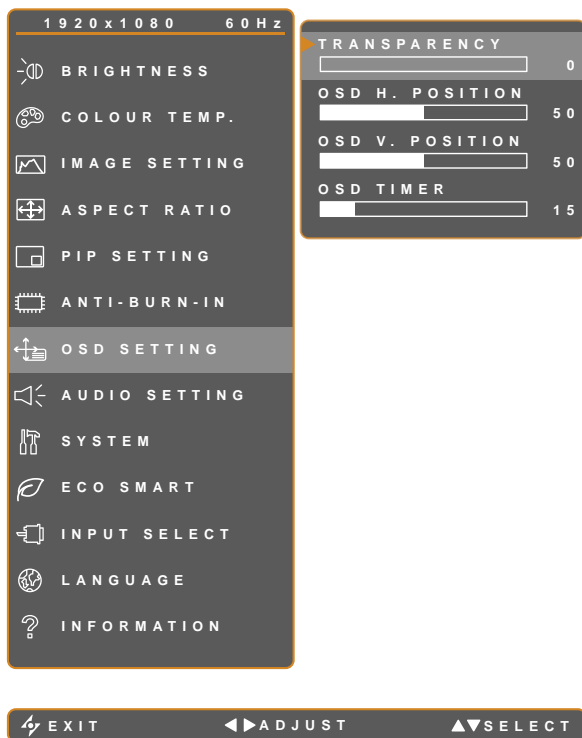 1920x1080 60Hz
BRIGHTNESS
COLOUR TEMP.
IMAGE SETTING
ASPECT RATIO
PIP SETTING
ANTI-BURN-IN
OSD SETTING
AUDIO SETTING
SYSTEM
ECO SMART
INPUT SELECT
LANGUAGE
INFORMATION
TRANSPARENCY
0
OSD H. POSITION
50
OSD V. POSITION
50
OSD TIMER
15
EXIT ADJUST SELECT